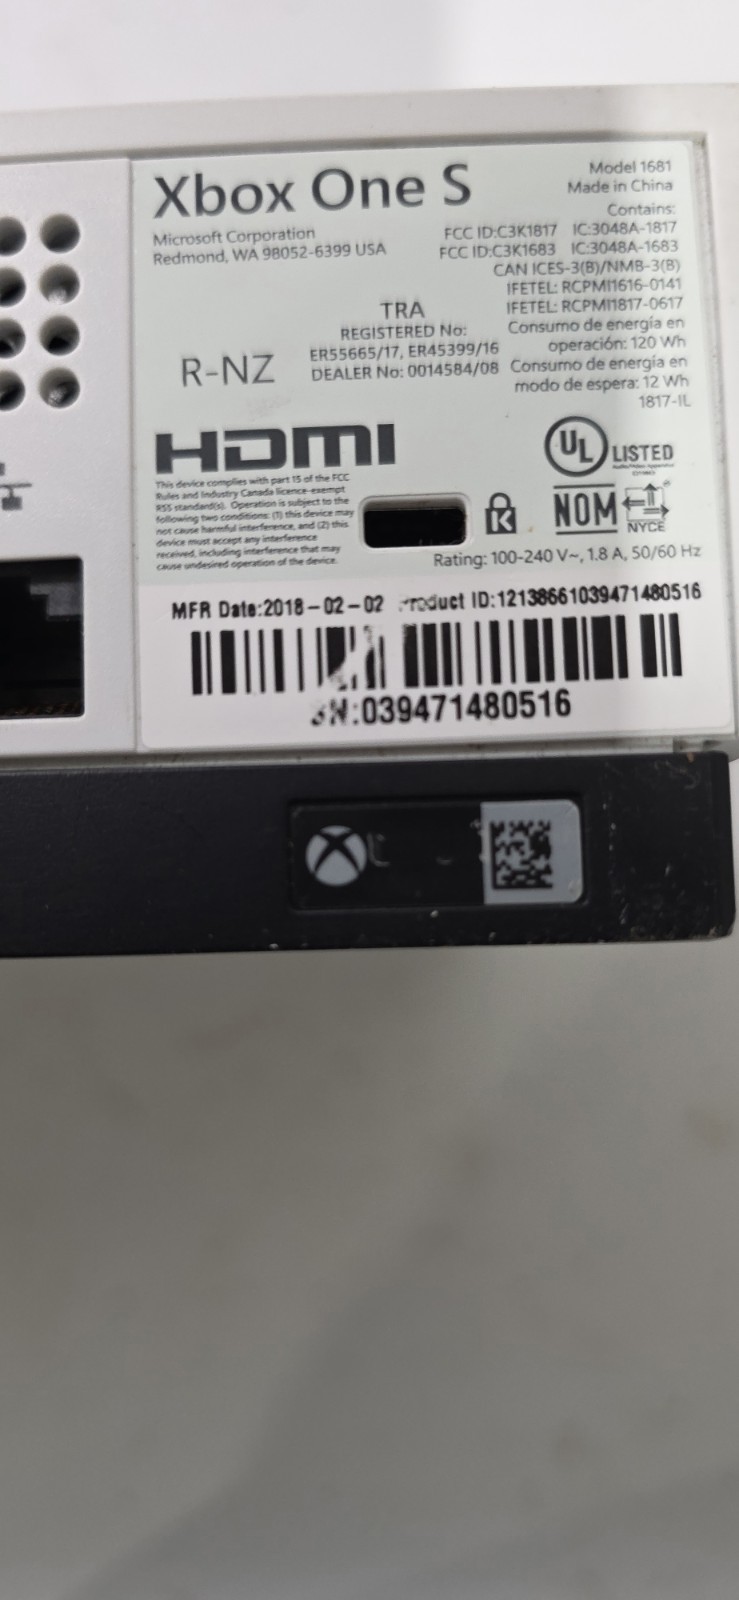 Xbox One S
Microsoft Corporation
Redmond, WA 98052-6399 USA
Model 1681
Made in China
Contains:
FCC ID:C3K1817 IC:3048A-1817
FCC ID:C3K1683 IC:3048A-1683
CAN ICES-3(B)/NMB-3(B)
IFETEL: RCPMI1616-0141
IFETEL: RCPMI1817-0617
Consumo de energía en
operación: 120 Wh
Consumo de energía en
modo de espera: 12 Wh
1817-IL
TRA
REGISTERED No:
ER55665/17, ER45399/16
DEALER No: 0014584/08
R-NZ
HDMI
This device complies with part 15 of the FCC
Rules and Industry Canada licence-exempt
RSS standard(s). Operation is subject to the
following two conditions: (1) this device may
not cause harmful interference, and (2) this
device must accept any interference
received, including interference that may
cause undesired operation of the device.
UL LISTED
K
NOM
NYCE
Rating: 100-240 V~, 1.8 A, 50/60 Hz
MFR Date:2018-02-02 Product ID:12138661039471480516
SN:039471480516